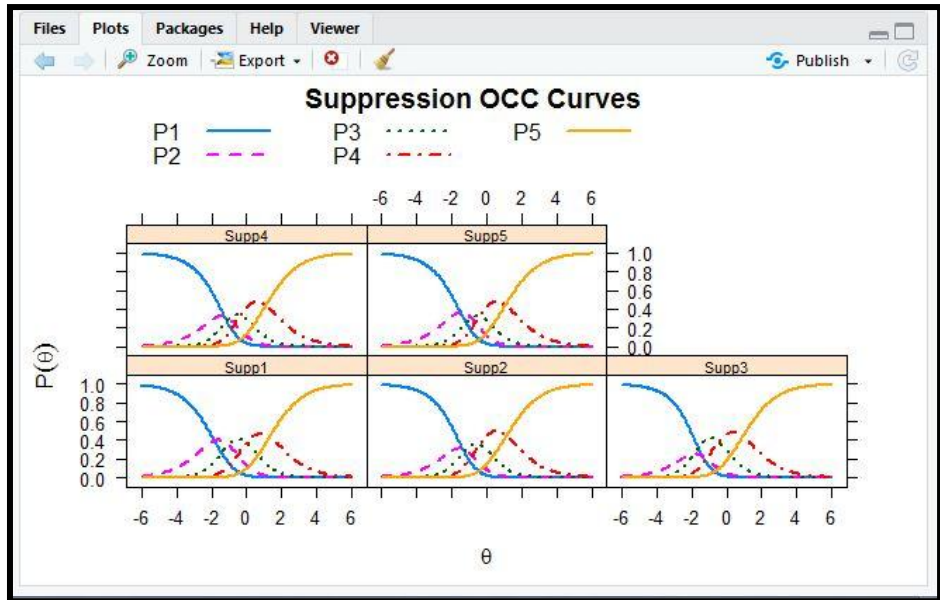 Files Plots Packages Help Viewer
Zoom Export Publish
Suppression OCC Curves
P1 P3 P5
P2 P4
-6 -4 -2 0 2 4 6
Supp4 Supp5
1.0
0.8
0.6
0.4
0.2
0.0
P(θ)
Supp1 Supp2 Supp3
1.0
0.8
0.6
0.4
0.2
0.0
-6 -4 -2 0 2 4 6 -6 -4 -2 0 2 4 6
θ